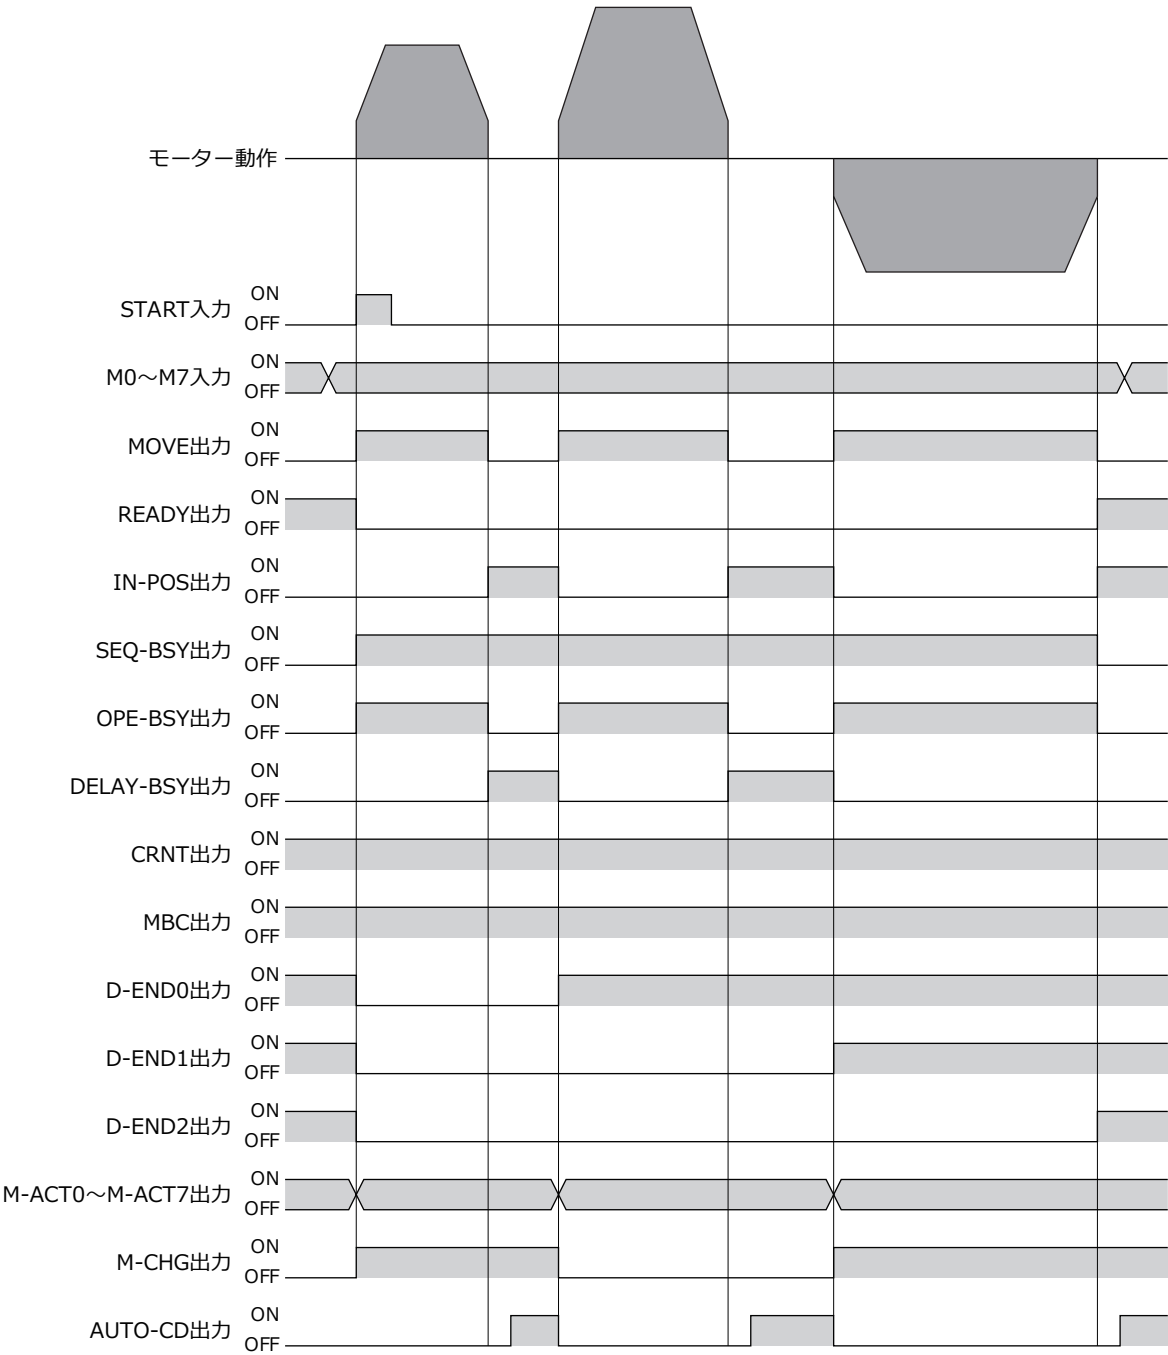 モーター動作
START入力 ON
OFF
M0～M7入力 ON
OFF
MOVE出力 ON
OFF
READY出力 ON
OFF
IN-POS出力 ON
OFF
SEQ-BSY出力 ON
OFF
OPE-BSY出力 ON
OFF
DELAY-BSY出力 ON
OFF
CRNT出力 ON
OFF
MBC出力 ON
OFF
D-END0出力 ON
OFF
D-END1出力 ON
OFF
D-END2出力 ON
OFF
M-ACT0～M-ACT7出力 ON
OFF
M-CHG出力 ON
OFF
AUTO-CD出力 ON
OFF